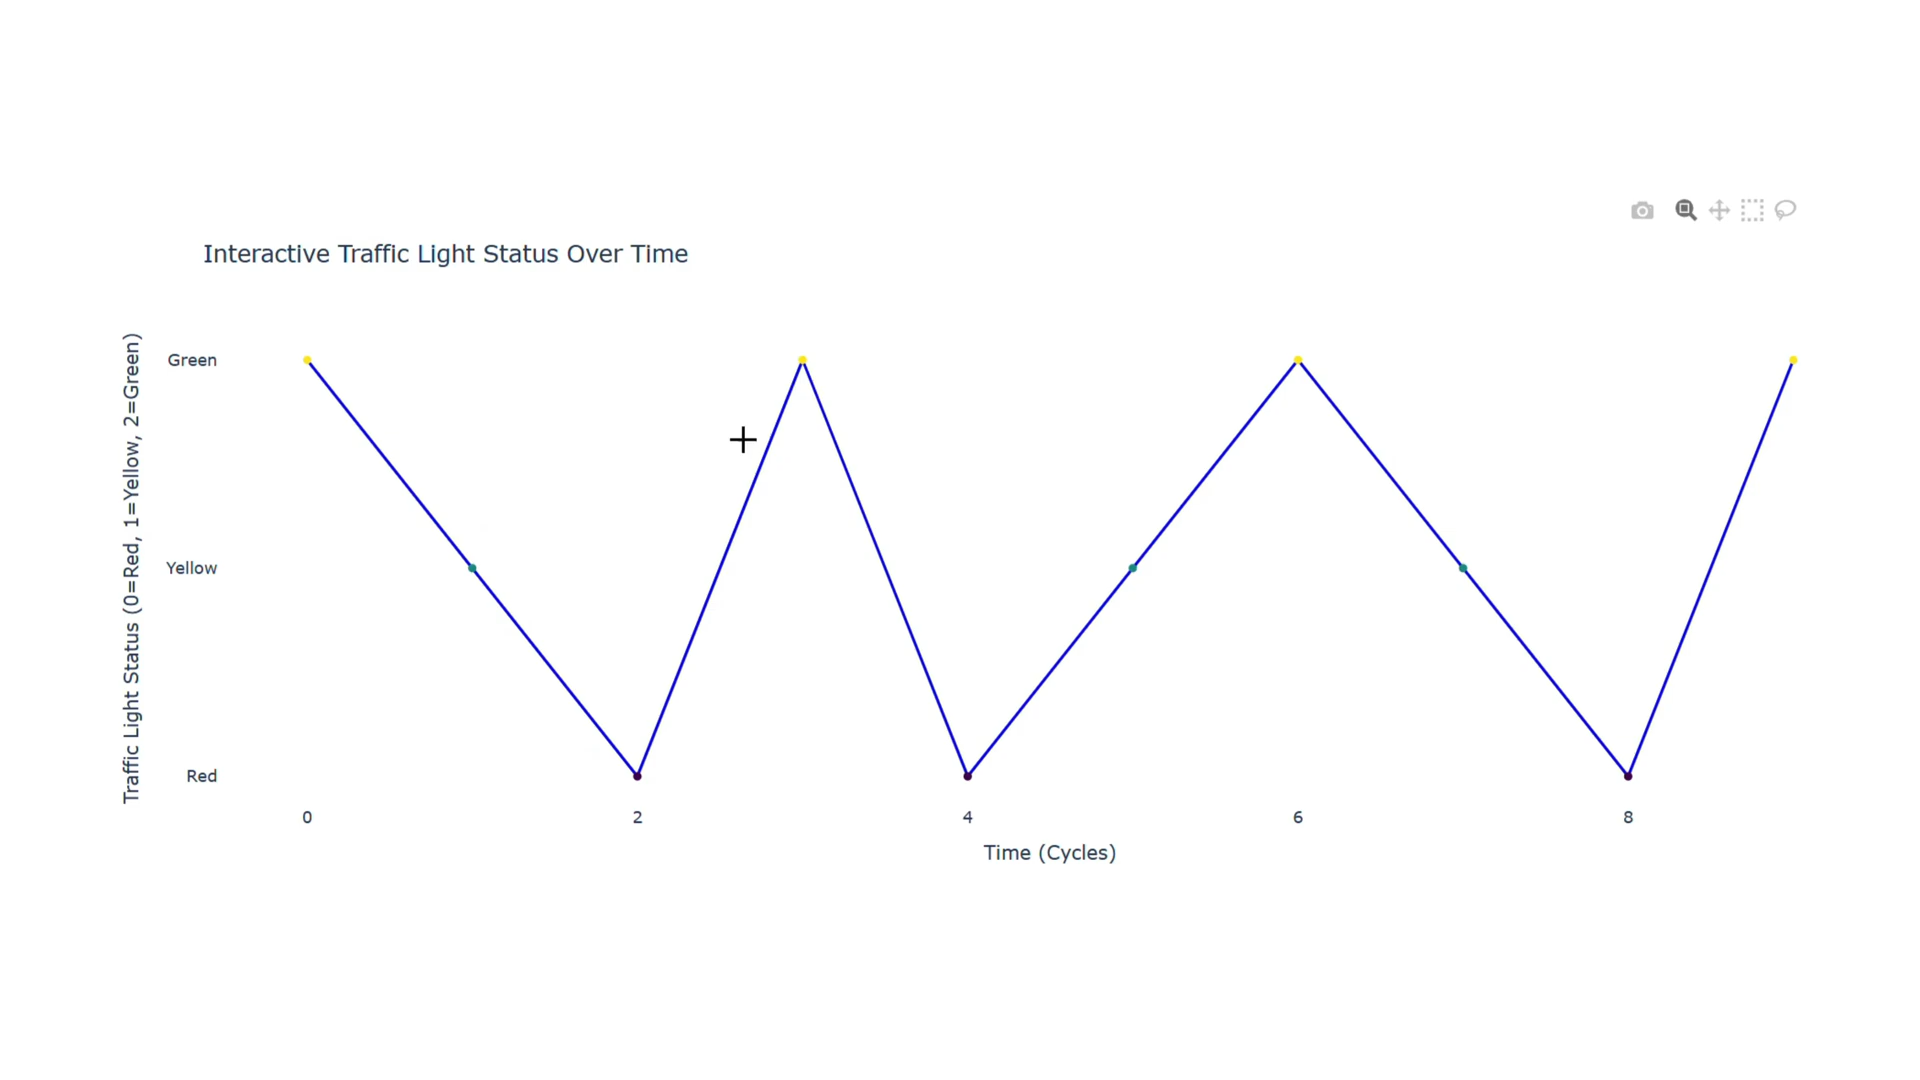 Interactive Traffic Light Status Over Time
Traffic Light Status (0=Red, 1=Yellow, 2=Green)
Green
Yellow
Red
0 2 4 6 8
Time (Cycles)